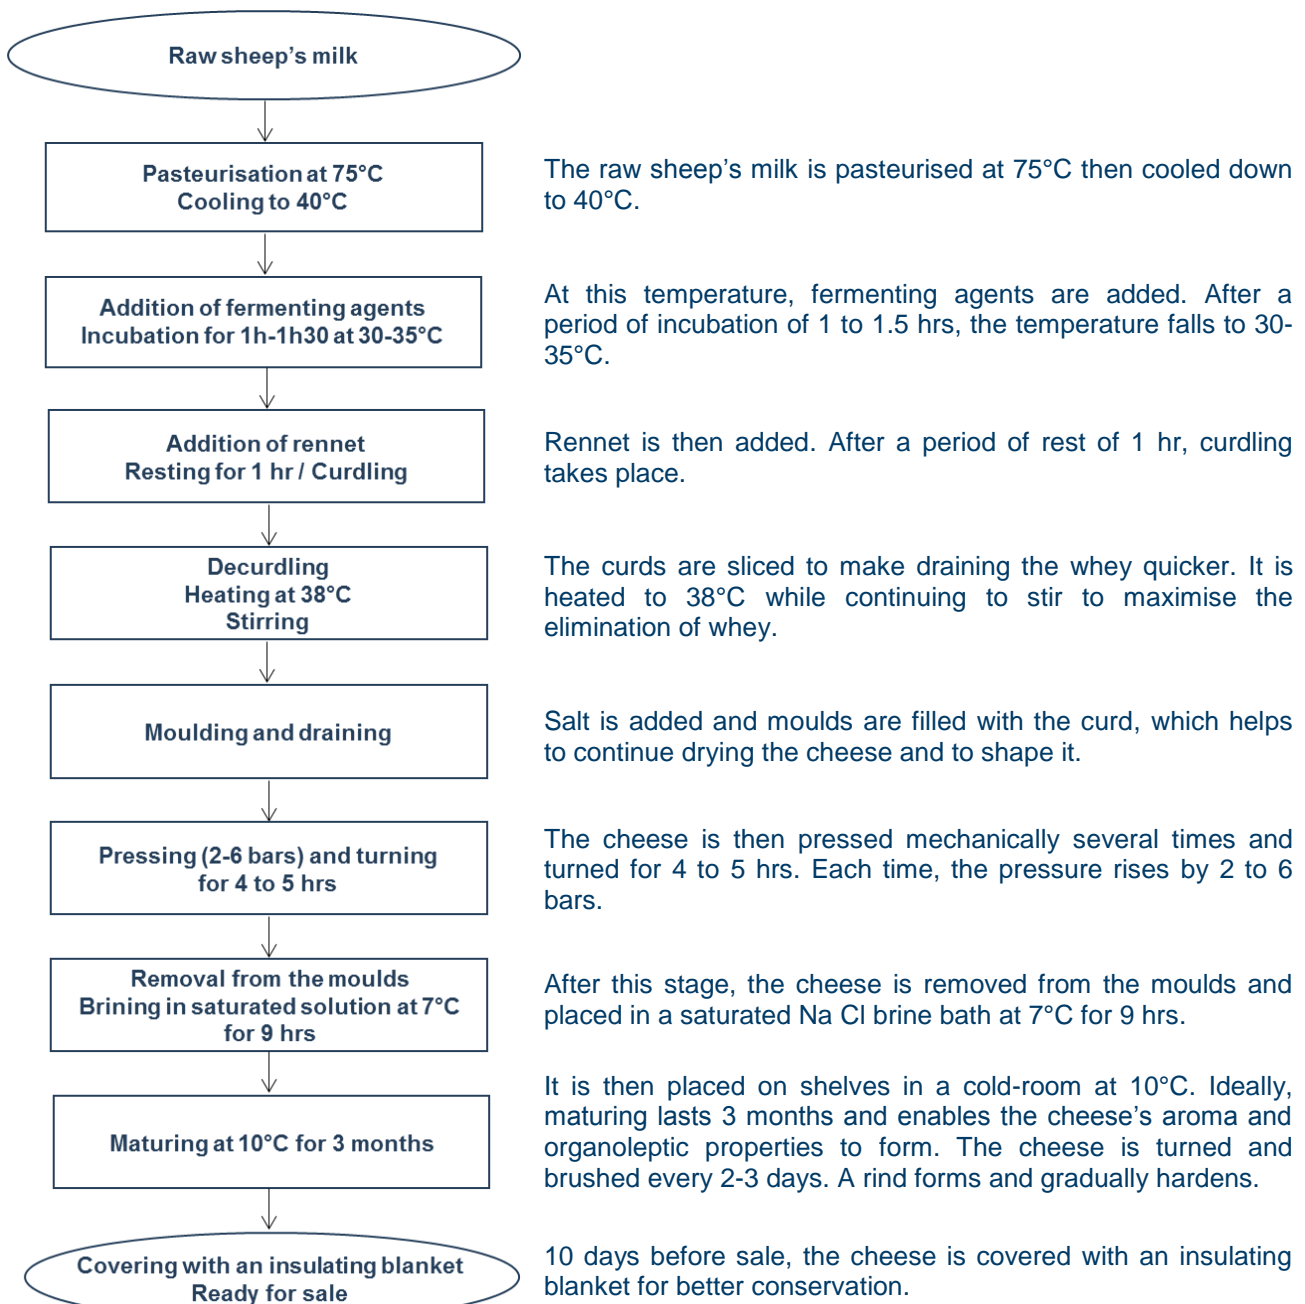 Raw sheep's milk
Pasteurisation at 75°C
Cooling to 40°C
The raw sheep's milk is pasteurised at 75°C then cooled down
to 40°C.
Addition of fermenting agents
Incubation for 1h-1h30 at 30-35°C
At this temperature, fermenting agents are added. After a
period of incubation of 1 to 1.5 hrs, the temperature falls to 30-
35°C.
Addition of rennet
Resting for 1 hr / Curdling
Rennet is then added. After a period of rest of 1 hr, curdling
takes place.
Decurdling
Heating at 38°C
Stirring
The curds are sliced to make draining the whey quicker. It is
heated to 38°C while continuing to stir to maximise the
elimination of whey.
Moulding and draining
Salt is added and moulds are filled with the curd, which helps
to continue drying the cheese and to shape it.
Pressing (2-6 bars) and turning
for 4 to 5 hrs
The cheese is then pressed mechanically several times and
turned for 4 to 5 hrs. Each time, the pressure rises by 2 to 6
bars.
Removal from the moulds
Brining in saturated solution at 7°C
for 9 hrs
After this stage, the cheese is removed from the moulds and
placed in a saturated Na Cl brine bath at 7°C for 9 hrs.
Maturing at 10°C for 3 months
It is then placed on shelves in a cold-room at 10°C. Ideally,
maturing lasts 3 months and enables the cheese's aroma and
organoleptic properties to form. The cheese is turned and
brushed every 2-3 days. A rind forms and gradually hardens.
Covering with an insulating blanket
Ready for sale
10 days before sale, the cheese is covered with an insulating
blanket for better conservation.